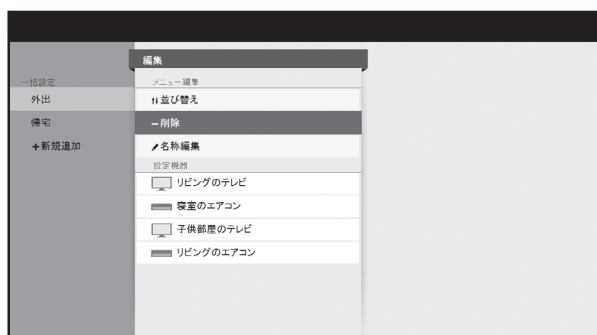 一括設定
外出
帰宅
+新規追加
編集
メニュー編集
並び替え
削除
名称編集
設定機器
リビングのテレビ
寝室のエアコン
子供部屋のテレビ
リビングのエアコン